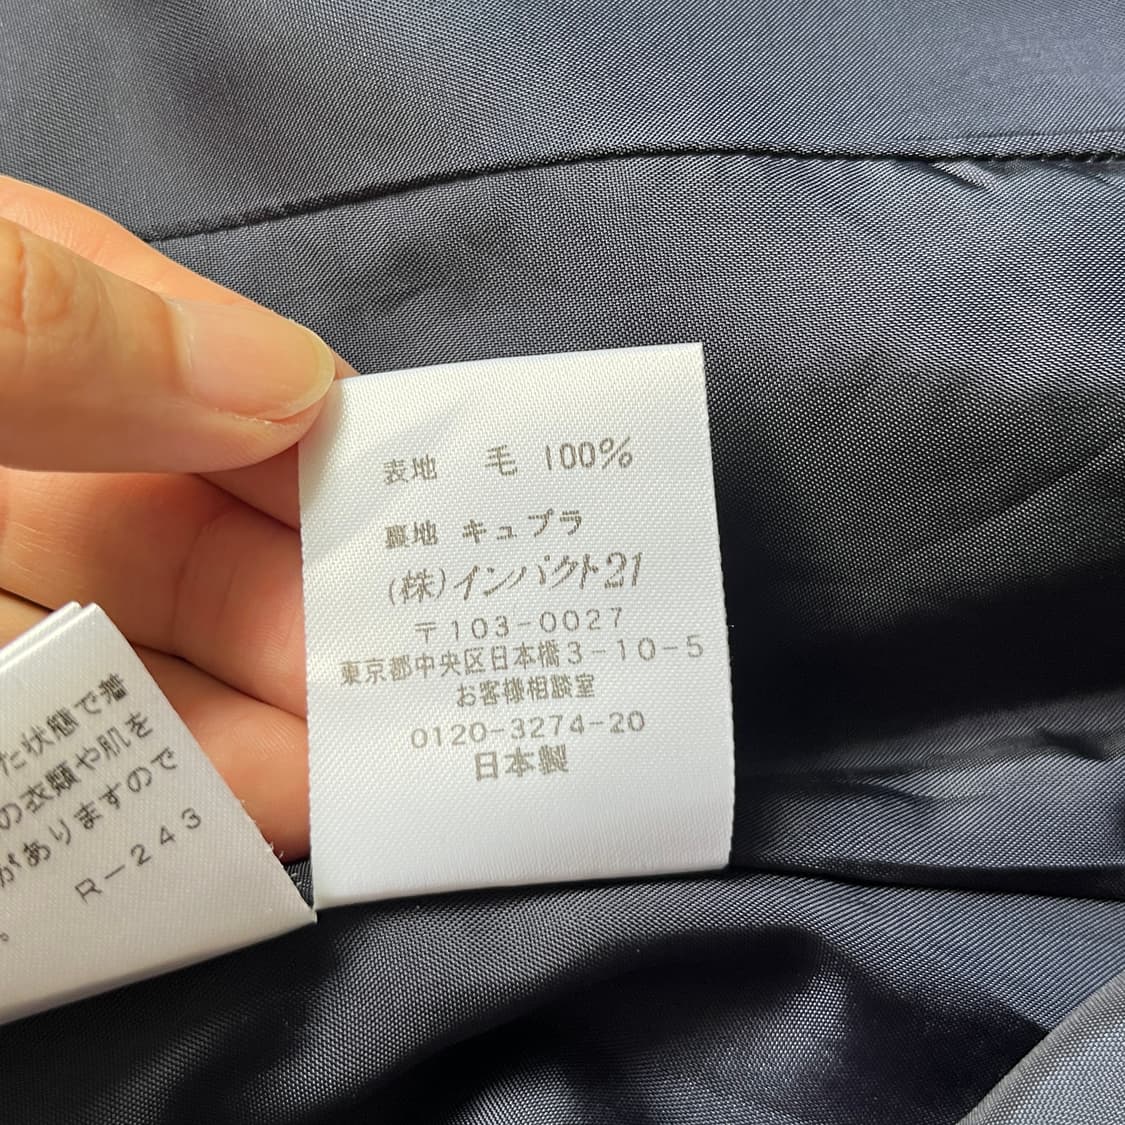 表地 毛 100%
裏地 キュプラ
(株)インパクト21
〒103-0027
東京都中央区日本橋3-10-5
お客様相談室
0120-3274-20
日本製
た状態で着
の衣類や肌を
がありますので
R-243
。